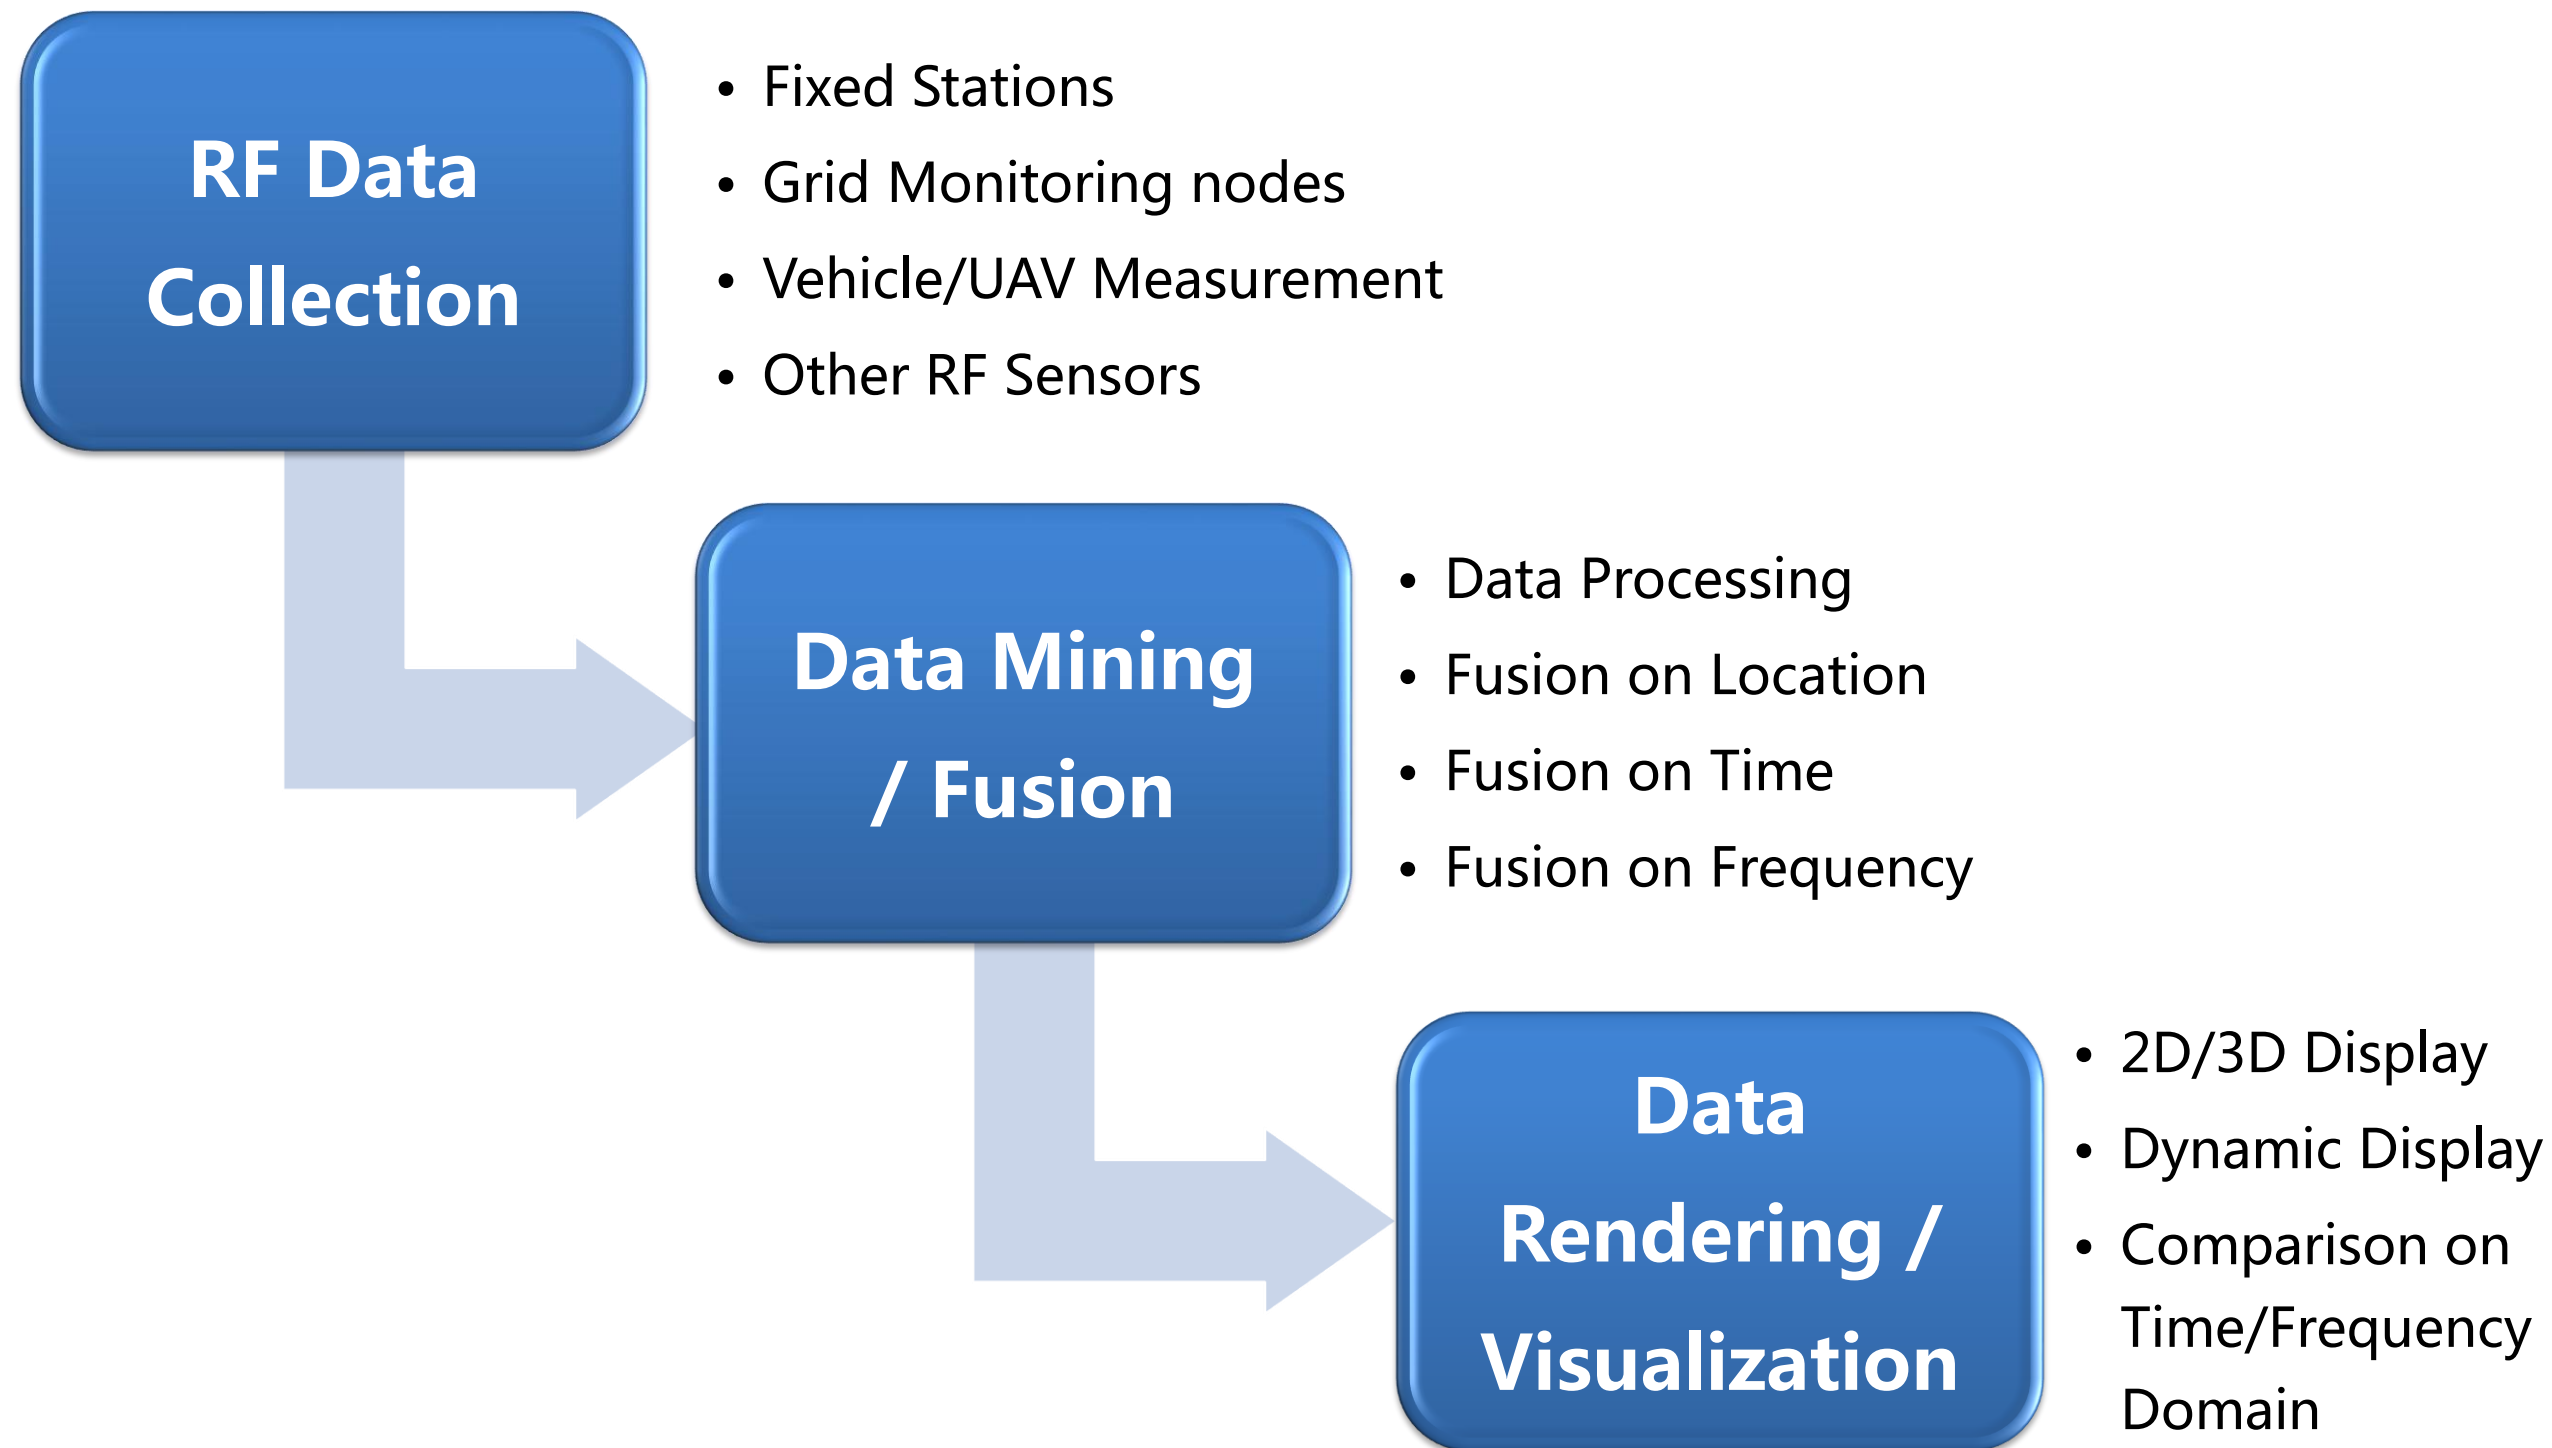 RF Data
Collection
• Fixed Stations
• Grid Monitoring nodes
• Vehicle/UAV Measurement
• Other RF Sensors
Data Mining
/ Fusion
• Data Processing
• Fusion on Location
• Fusion on Time
• Fusion on Frequency
Data
Rendering /
Visualization
• 2D/3D Display
• Dynamic Display
• Comparison on
Time/Frequency
Domain